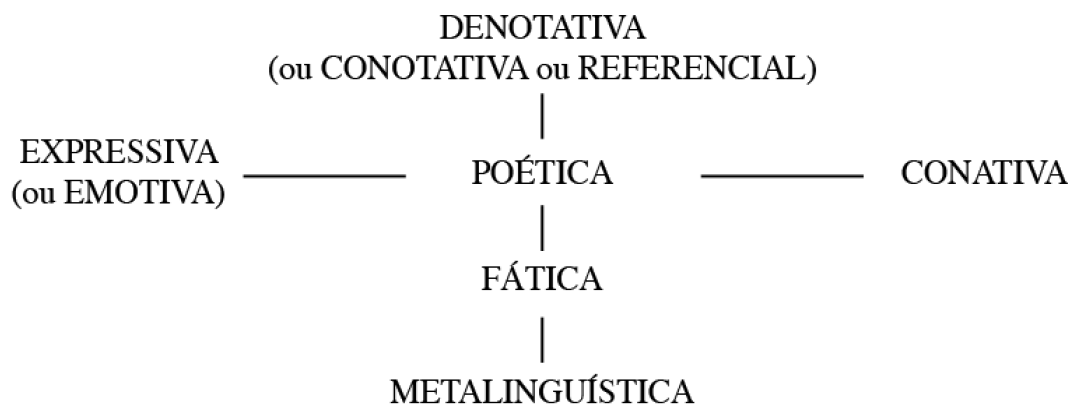 DENOTATIVA
(ou CONOTATIVA ou REFERENCIAL)
EXPRESSIVA
(ou EMOTIVA)
POÉTICA
CONATIVA
FÁTICA
METALINGUÍSTICA